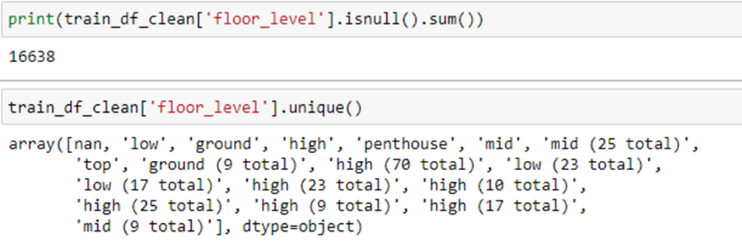 print(train_df_clean['floor_level'].isnull().sum())
16638
train_df_clean['floor_level'].unique()
array([nan, 'low', 'ground', 'high', 'penthouse', 'mid', 'mid (25 total)',
'top', 'ground (9 total)', 'high (70 total)', 'low (23 total)',
'low (17 total)', 'high (23 total)', 'high (10 total)',
'high (25 total)', 'high (9 total)', 'high (17 total)',
'mid (9 total)'], dtype=object)